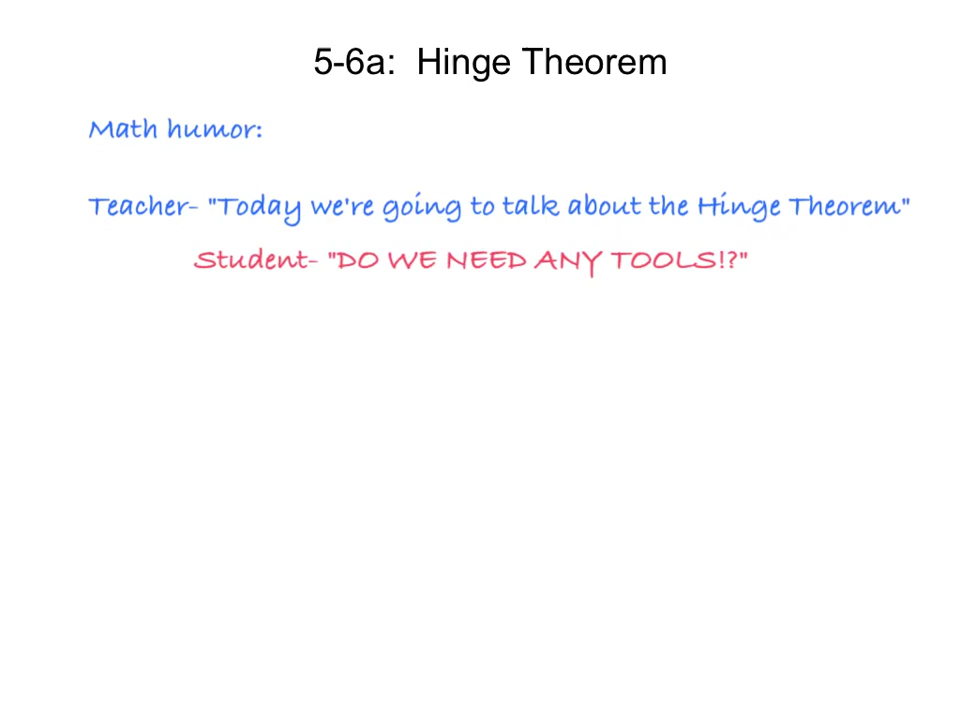 5-6a:  Hinge Theorem
Math humor:
Teacher- "Today we're going to talk about the Hinge Theorem"
Student- "DO WE NEED ANY TOOLS!?"